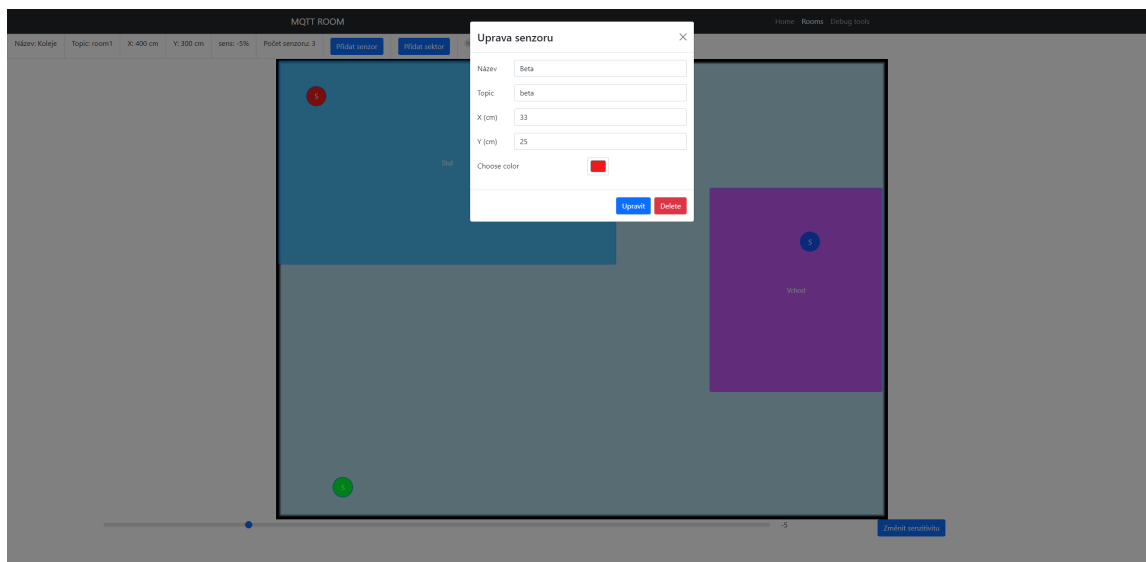 MQTT ROOM
Home Rooms Debug tools
Název: Koleje Topic: room1 X: 400 cm Y: 300 cm sens: -5% Počet senzorů: 3 Přidat senzor Přidat sektor
Uprava senzoru
Název Beta
Topic beta
X (cm) 33
Y (cm) 25
Choose color
Upravit Delete
S
Stul
S
Vchod
S
-5
Změnit senzitivitu